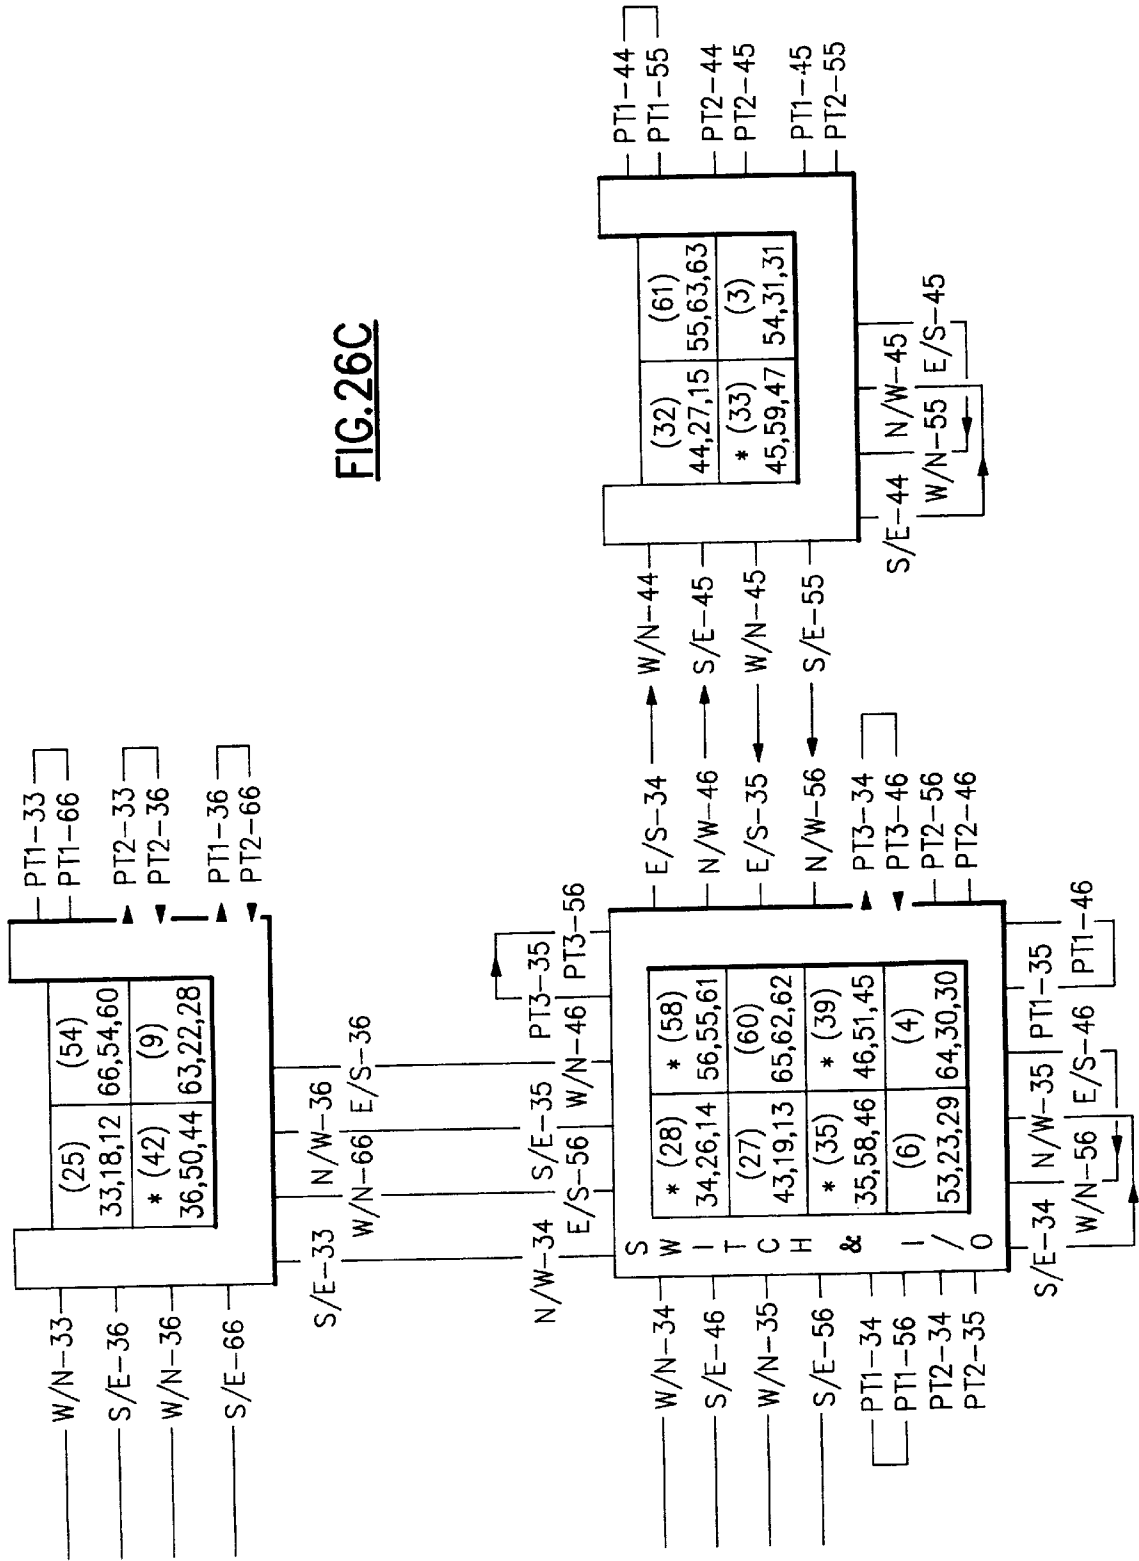 FIG.26C
PT1-33
PT1-66
PT2-33
PT2-36
PT1-36
PT2-66
(25)
33,18,12
(54)
66,54,60
* (42)
36,50,44
(9)
63,22,28
W/N-33
S/E-36
W/N-36
S/E-66
S/E-33
N/W-36
W/N-66
E/S-36
PT1-44
PT1-55
PT2-44
PT2-45
PT1-45
PT2-55
(32)
44,27,15
(61)
55,63,63
* (33)
45,59,47
(3)
54,31,31
E/S-34
W/N-44
N/W-46
S/E-45
E/S-35
W/N-45
N/W-56
S/E-55
S/E-44
N/W-45
W/N-55
E/S-45
N/W-34
S/E-35
PT3-35
E/S-56
W/N-46
PT3-56
SWITCH & I/O
* (28)
34,26,14
* (58)
56,55,61
(27)
43,19,13
(60)
65,62,62
* (35)
35,58,46
* (39)
46,51,45
(6)
53,23,29
(4)
64,30,30
PT3-34
PT3-46
PT2-56
PT2-46
W/N-34
S/E-46
W/N-35
S/E-56
PT1-34
PT1-56
PT2-34
PT2-35
S/E-34
N/W-35
PT1-35
W/N-56
E/S-46
PT1-46